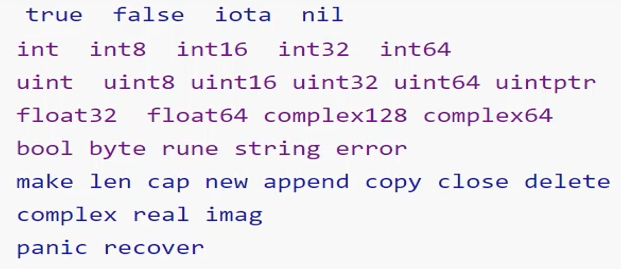 true false iota nil
int int8 int16 int32 int64
uint uint8 uint16 uint32 uint64 uintptr
float32 float64 complex128 complex64
bool byte rune string error
make len cap new append copy close delete
complex real imag
panic recover